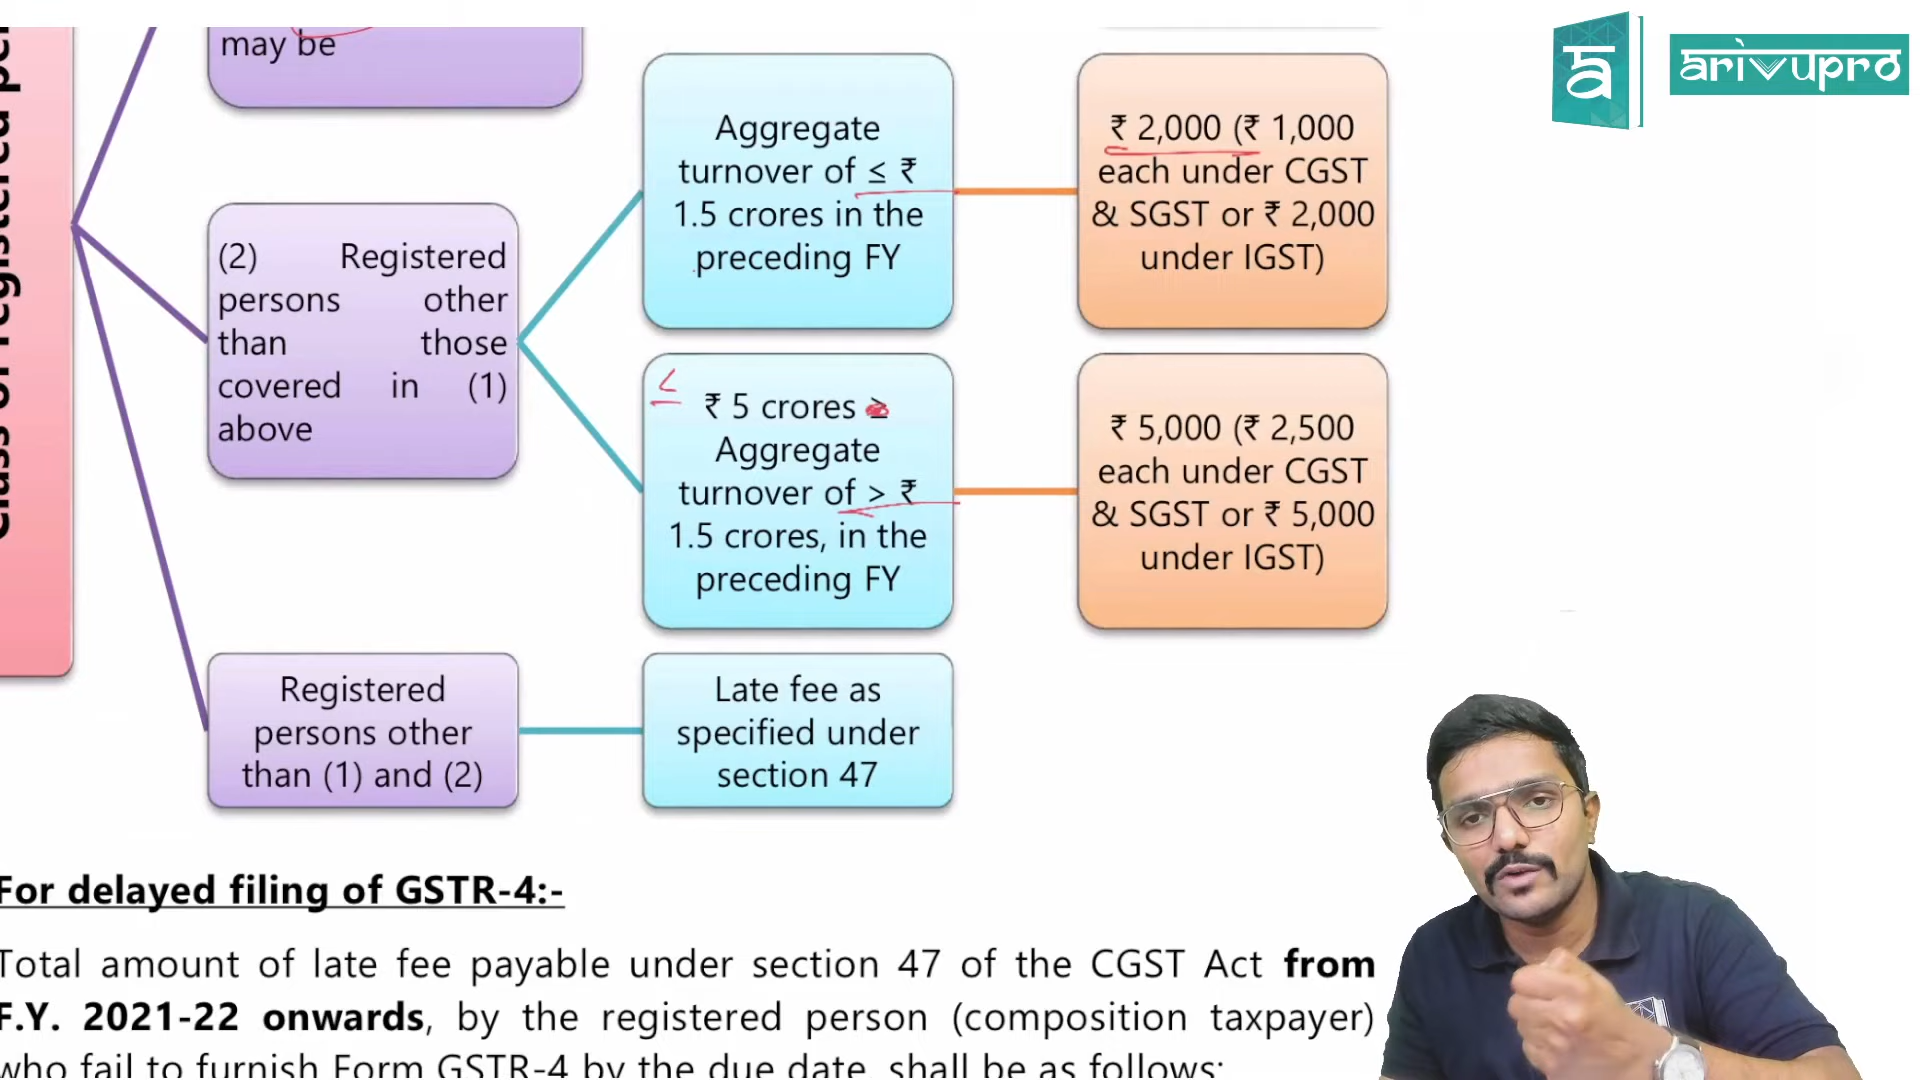 may be
ā
arivupro
Aggregate
turnover of ≤ ₹
1.5 crores in the
preceding FY
₹ 2,000 (₹ 1,000
each under CGST
& SGST or ₹ 2,000
under IGST)
(2) Registered
persons other
than those
covered in (1)
above
<
₹ 5 crores ≥
Aggregate
turnover of > ₹
1.5 crores, in the
preceding FY
₹ 5,000 (₹ 2,500
each under CGST
& SGST or ₹ 5,000
under IGST)
Registered
persons other
than (1) and (2)
Late fee as
specified under
section 47
For delayed filing of GSTR-4:-
Total amount of late fee payable under section 47 of the CGST Act from
F.Y. 2021-22 onwards, by the registered person (composition taxpayer)
who fail to furnish Form GSTR-4 by the due date, shall be as follows: